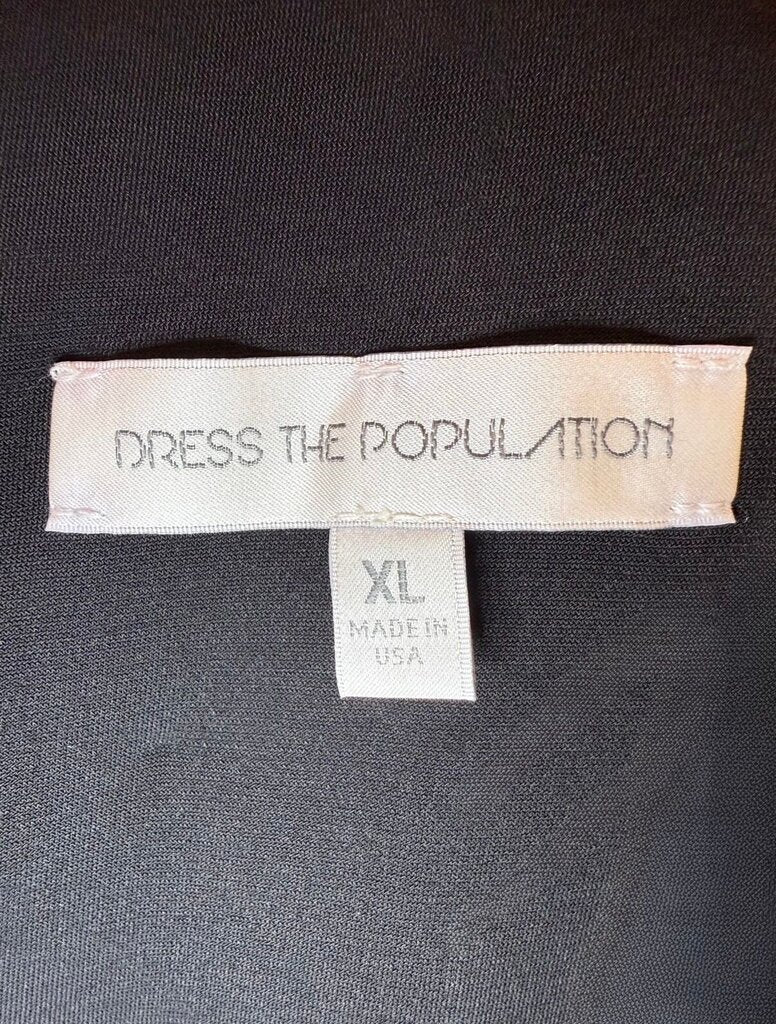 DRESS THE POPULATION
XL
MADE IN
USA